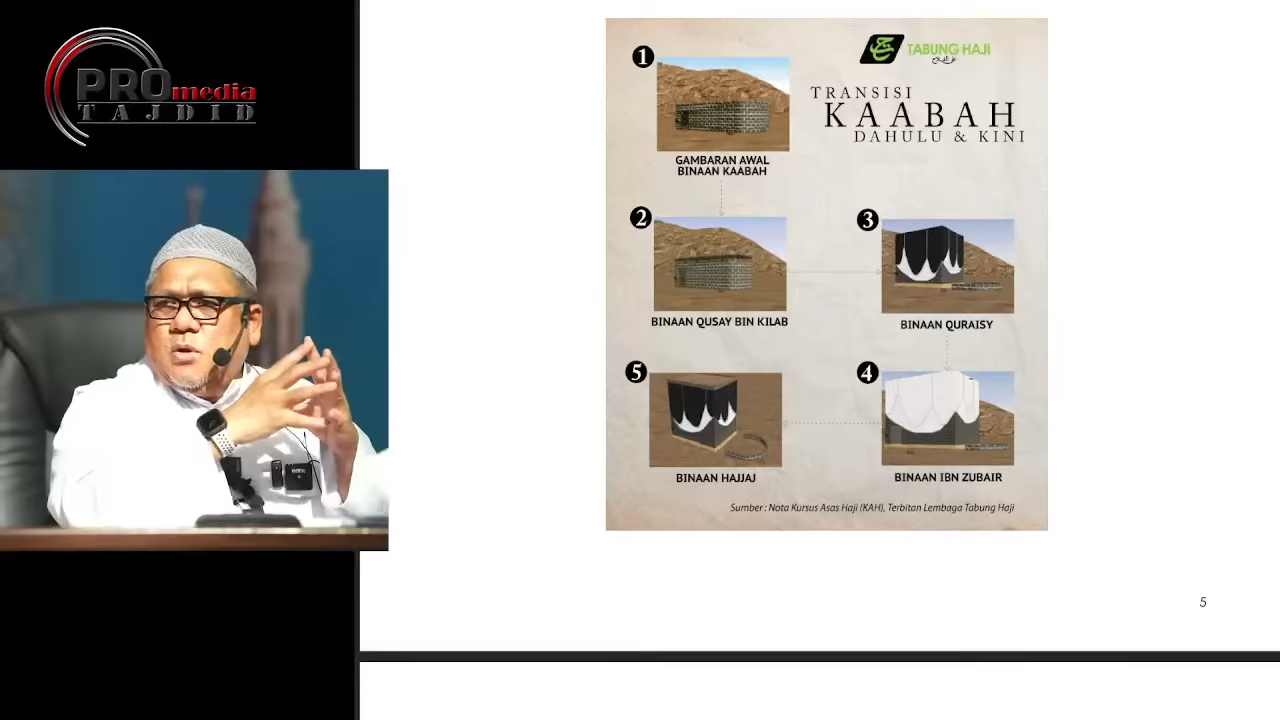 PROmedia
TAJDID
TABUNG HAJI
TRANSISI
KAABAH
DAHULU & KINI
1
GAMBARAN AWAL
BINAAN KAABAH
2
BINAAN QUSAY BIN KILAB
3
BINAAN QURAISY
5
BINAAN HAJJAJ
4
BINAAN IBN ZUBAIR
Sumber : Nota Kursus Asas Haji (KAH), Terbitan Lembaga Tabung Haji
5